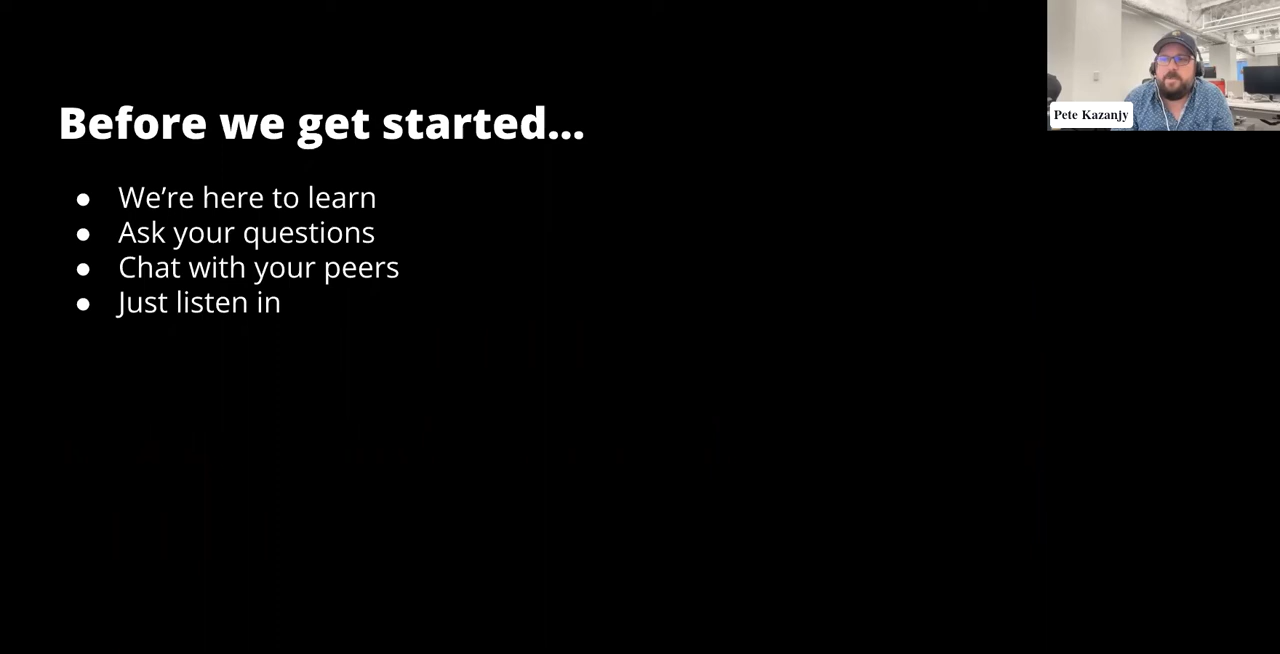 Before we get started...
● We’re here to learn
● Ask your questions
● Chat with your peers
● Just listen in
Pete Kazanjy